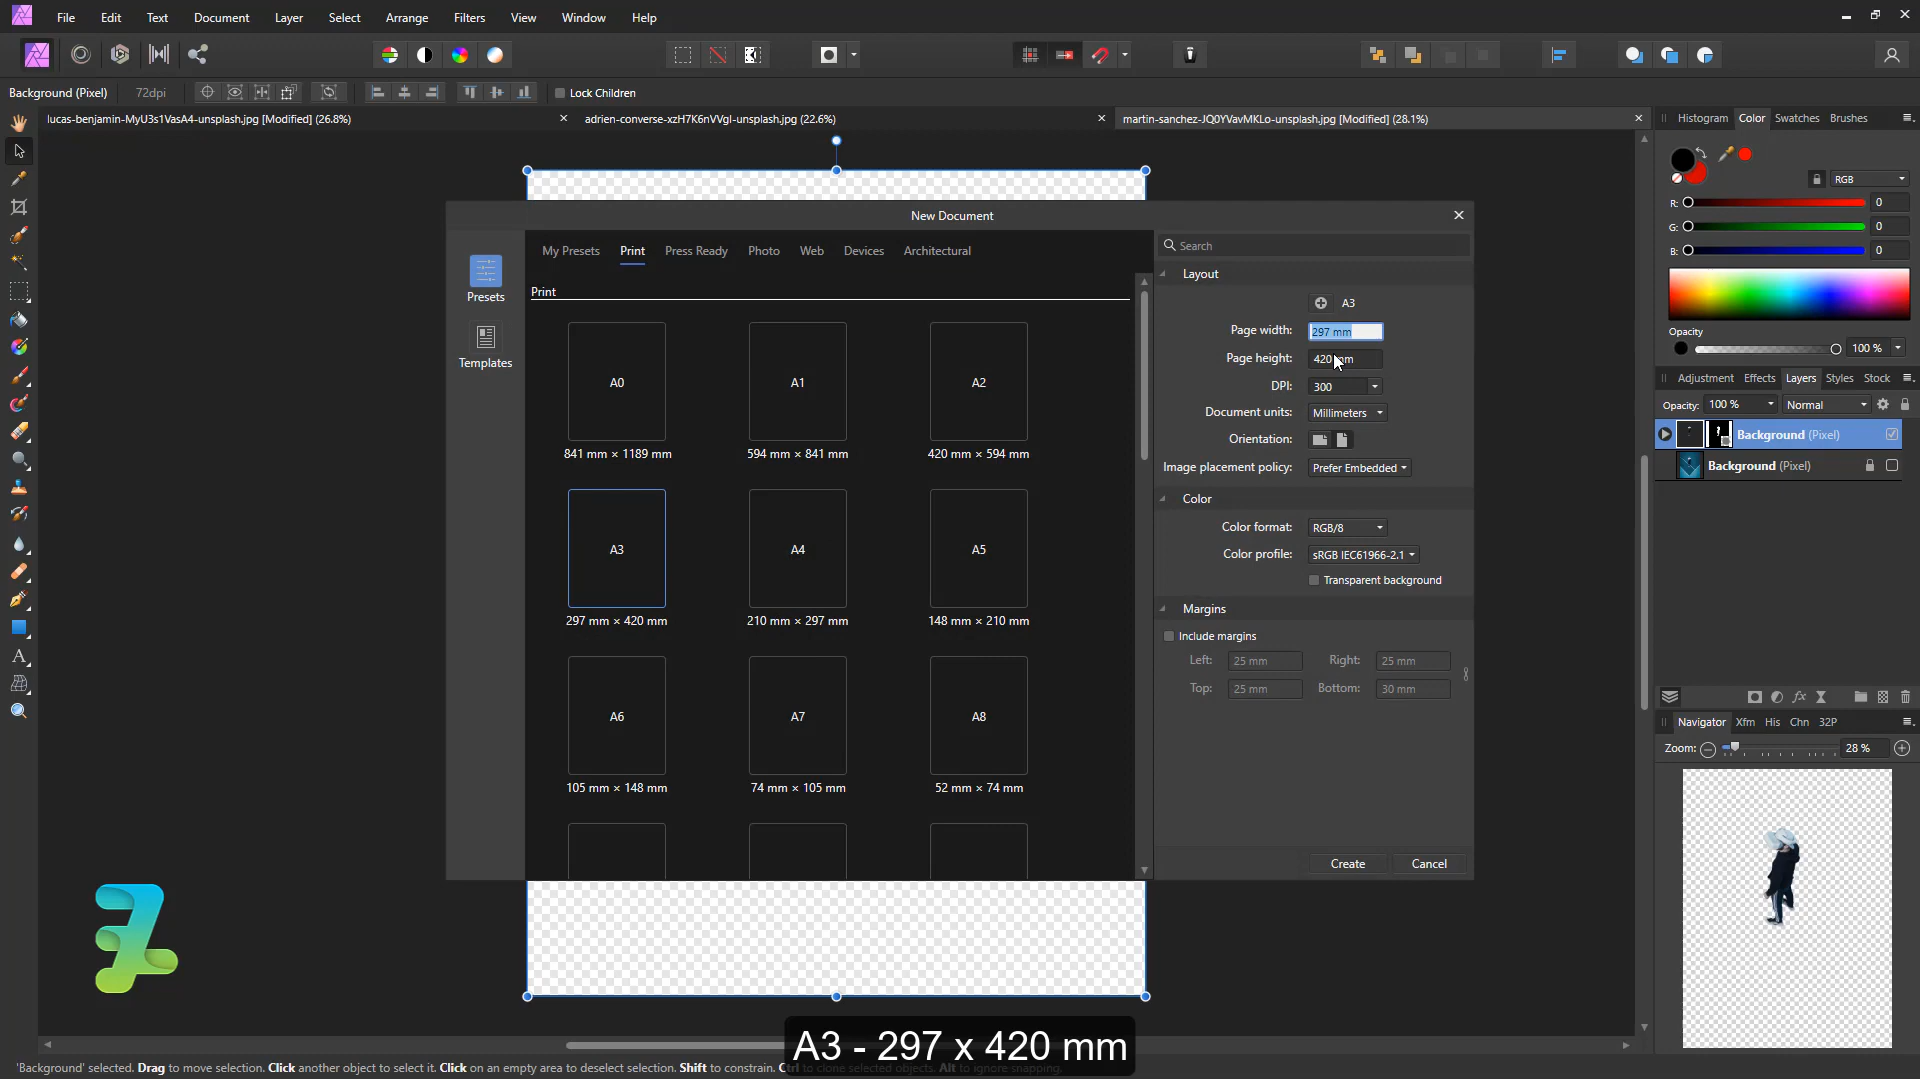 File Edit Text Document Layer Select Arrange Filters View Window Help
Background (Pixel) 72dpi Lock Children
lucas-benjamin-MyU3s1VasA4-unsplash.jpg [Modified] (26.8%)
adrien-converse-xzH7K6nVVgI-unsplash.jpg (22.6%)
martin-sanchez-JQ0YVavMKLo-unsplash.jpg [Modified] (28.1%)
Histogram Color Swatches Brushes
RGB
R: 0
G: 0
B: 0
Opacity
100 %
Adjustment Effects Layers Styles Stock
Opacity: 100 % Normal
Background (Pixel)
Background (Pixel)
Navigator Xfm His Chn 32P
Zoom: 28 %
New Document
Presets
Templates
My Presets Print Press Ready Photo Web Devices Architectural
Print
A0 A1 A2
841 mm × 1189 mm 594 mm × 841 mm 420 mm × 594 mm
A3 A4 A5
297 mm × 420 mm 210 mm × 297 mm 148 mm × 210 mm
A6 A7 A8
105 mm × 148 mm 74 mm × 105 mm 52 mm × 74 mm
Search
Layout
A3
Page width: 297 mm
Page height: 420 mm
DPI: 300
Document units: Millimeters
Orientation:
Image placement policy: Prefer Embedded
Color
Color format: RGB/8
Color profile: sRGB IEC61966-2.1
Transparent background
Margins
Include margins
Left: 25 mm Right: 25 mm
Top: 25 mm Bottom: 30 mm
Create Cancel
A3 - 297 x 420 mm
'Background' selected. Drag to move selection. Click another object to select it. Click on an empty area to deselect selection. Shift to constrain. Ctrl to clone selected objects. Alt to ignore snapping.